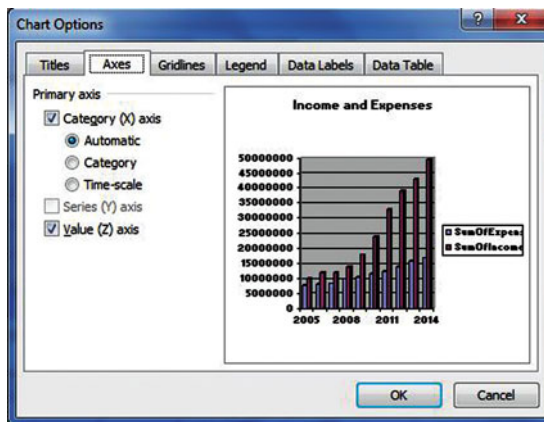 Chart Options
Titles Axes Gridlines Legend Data Labels Data Table
Primary axis
Category (X) axis
Automatic
Category
Time-scale
Series (Y) axis
Value (Z) axis
Income and Expenses
50000000
45000000
40000000
35000000
30000000
25000000
20000000
15000000
10000000
5000000
0
2005 2008 2011 2014
SumOfExpens
SumOfIncome
OK Cancel